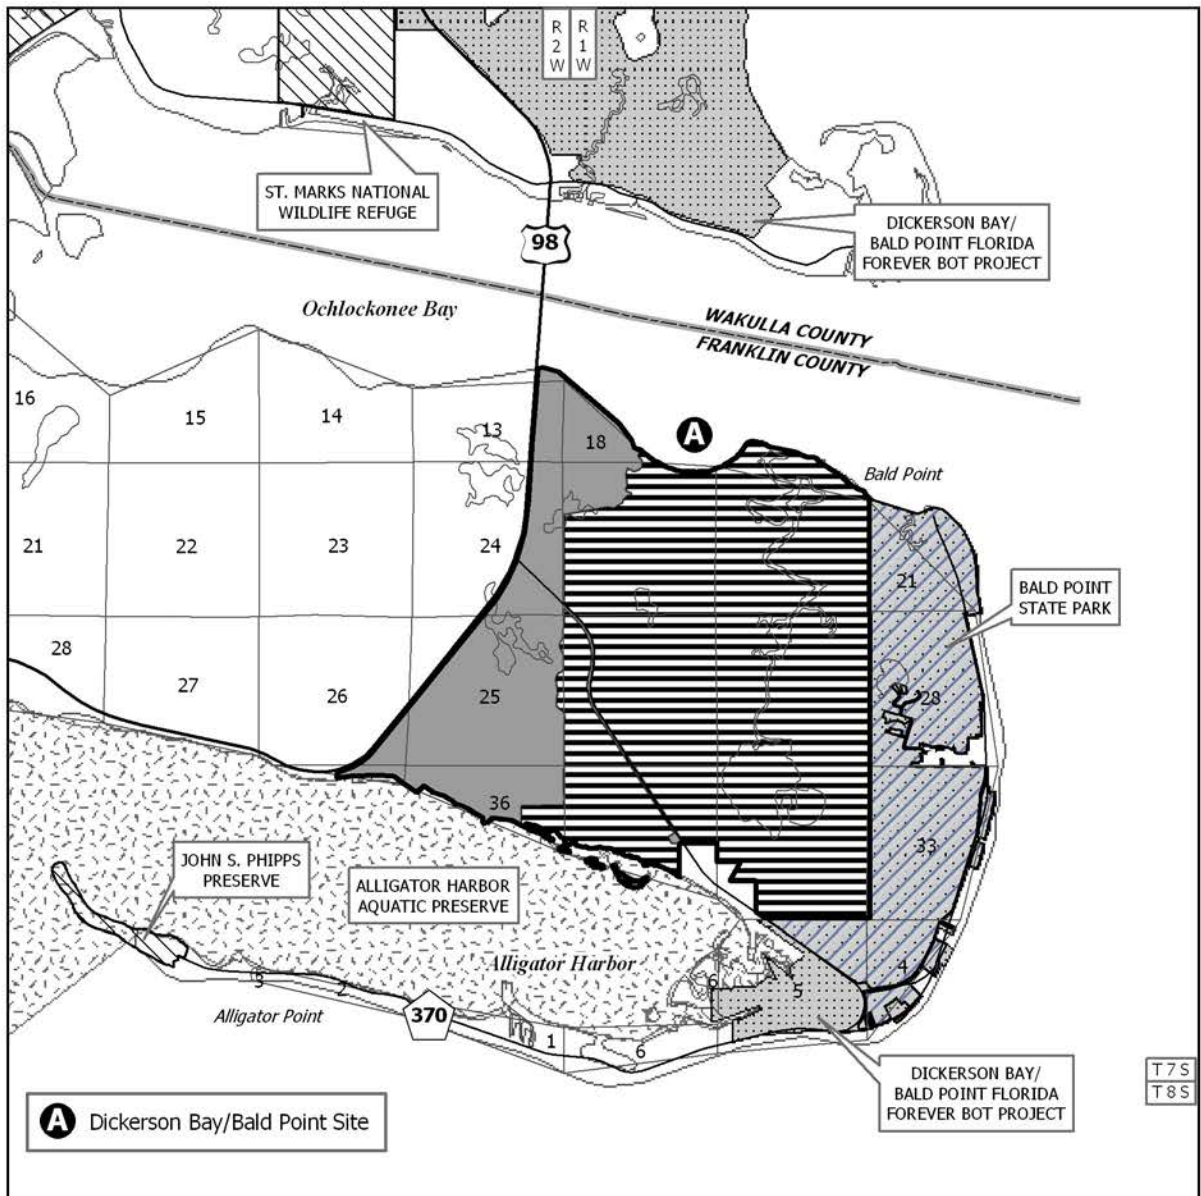 R R
2 1
W W
ST. MARKS NATIONAL
WILDLIFE REFUGE
98
DICKERSON BAY/
BALD POINT FLORIDA
FOREVER BOT PROJECT
Ochlockonee Bay
WAKULLA COUNTY
FRANKLIN COUNTY
16
15
14
13
18
A
Bald Point
21
22
23
24
21
BALD POINT
STATE PARK
28
27
26
25
28
36
33
JOHN S. PHIPPS
PRESERVE
ALLIGATOR HARBOR
AQUATIC PRESERVE
Alligator Harbor
3
2
6
5
4
Alligator Point
370
1
6
DICKERSON BAY/
BALD POINT FLORIDA
FOREVER BOT PROJECT
T 7 S
T 8 S
A Dickerson Bay/Bald Point Site